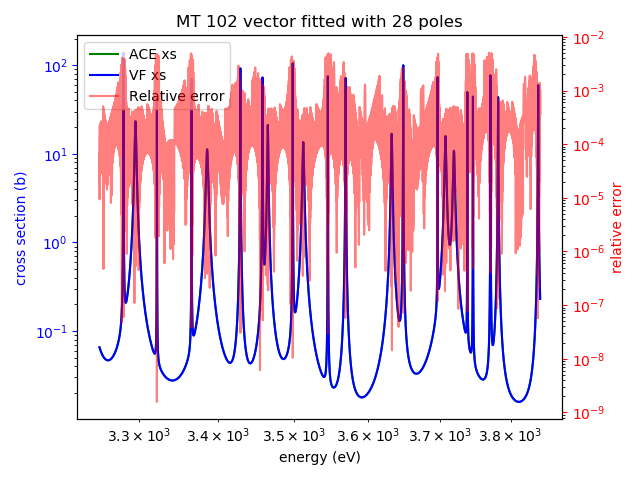 MT 102 vector fitted with 28 poles
ACE xs
VF xs
Relative error
cross section (b)
10²
10¹
10⁰
10⁻¹
10⁻²
10⁻³
10⁻⁴
10⁻⁵
10⁻⁶
10⁻⁷
10⁻⁸
10⁻⁹
relative error
3.3 × 10³ 3.4 × 10³ 3.5 × 10³ 3.6 × 10³ 3.7 × 10³ 3.8 × 10³
energy (eV)